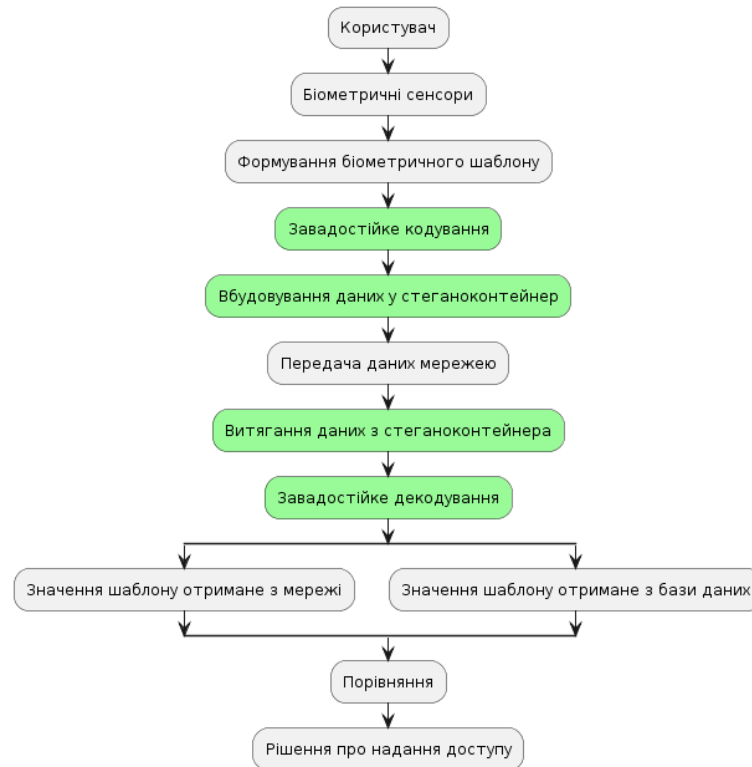 Користувач
Біометричні сенсори
Формування біометричного шаблону
Завадостійке кодування
Вбудовування даних у стеганоконтейнер
Передача даних мережею
Витягання даних з стеганоконтейнера
Завадостійке декодування
Значення шаблону отримане з мережі
Значення шаблону отримане з бази даних
Порівняння
Рішення про надання доступу